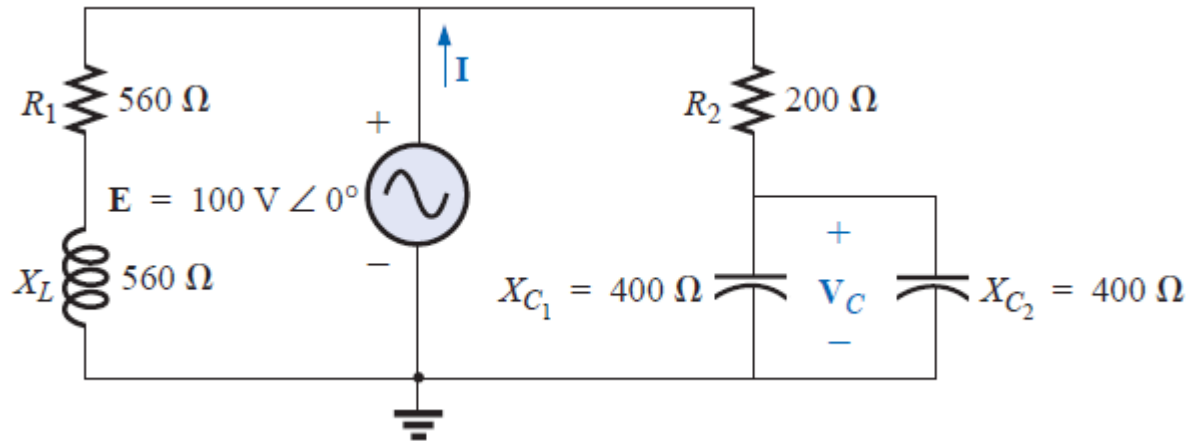 I
R1 560 Ω
R2 200 Ω
+
E = 100 V ∠ 0°
−
XL 560 Ω
+
XC1 = 400 Ω
VC
XC2 = 400 Ω
−